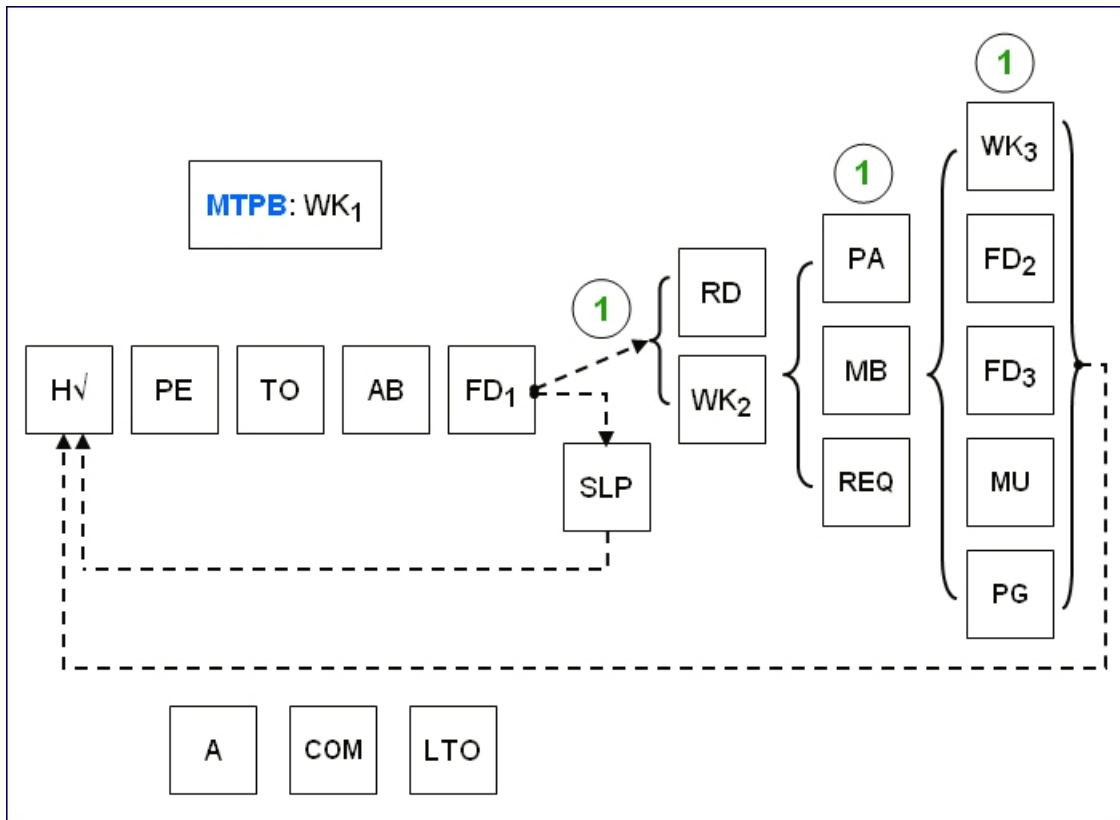 1
WK₃
1
MTPB: WK₁
PA
FD₂
RD
1
H√ PE TO AB FD₁
WK₂
MB
FD₃
SLP
REQ
MU
PG
A COM LTO